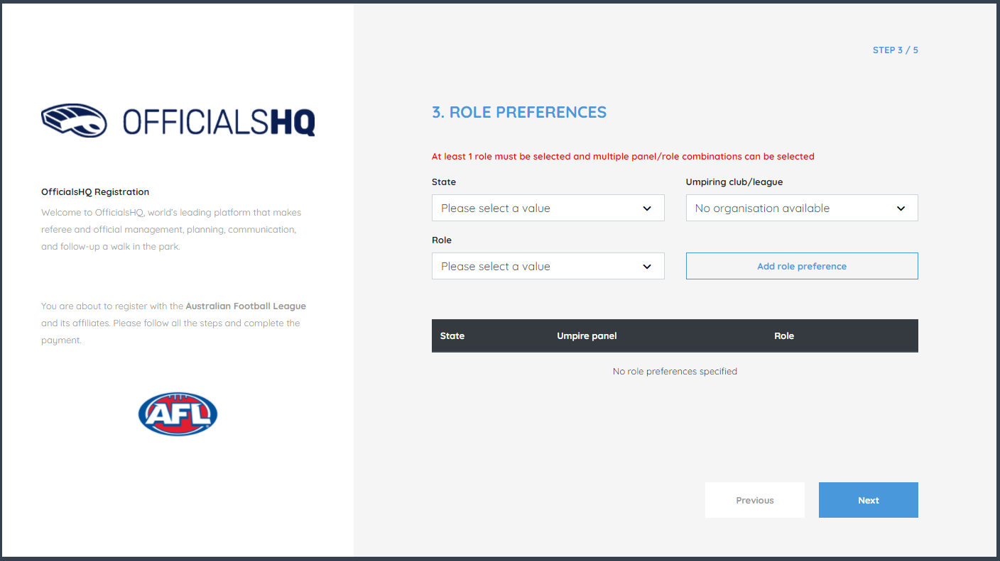 STEP 3 / 5
OFFICIALSHQ
3. ROLE PREFERENCES
At least 1 role must be selected and multiple panel/role combinations can be selected
State
Umpiring club/league
OfficialsHQ Registration
Please select a value
No organisation available
Welcome to OfficialsHQ, world's leading platform that makes
referee and official management, planning, communication,
and follow-up a walk in the park.
Role
Please select a value
Add role preference
You are about to register with the Australian Football League
and its affiliates. Please follow all the steps and complete the
payment.
State Umpire panel Role
No role preferences specified
AFL
Previous
Next